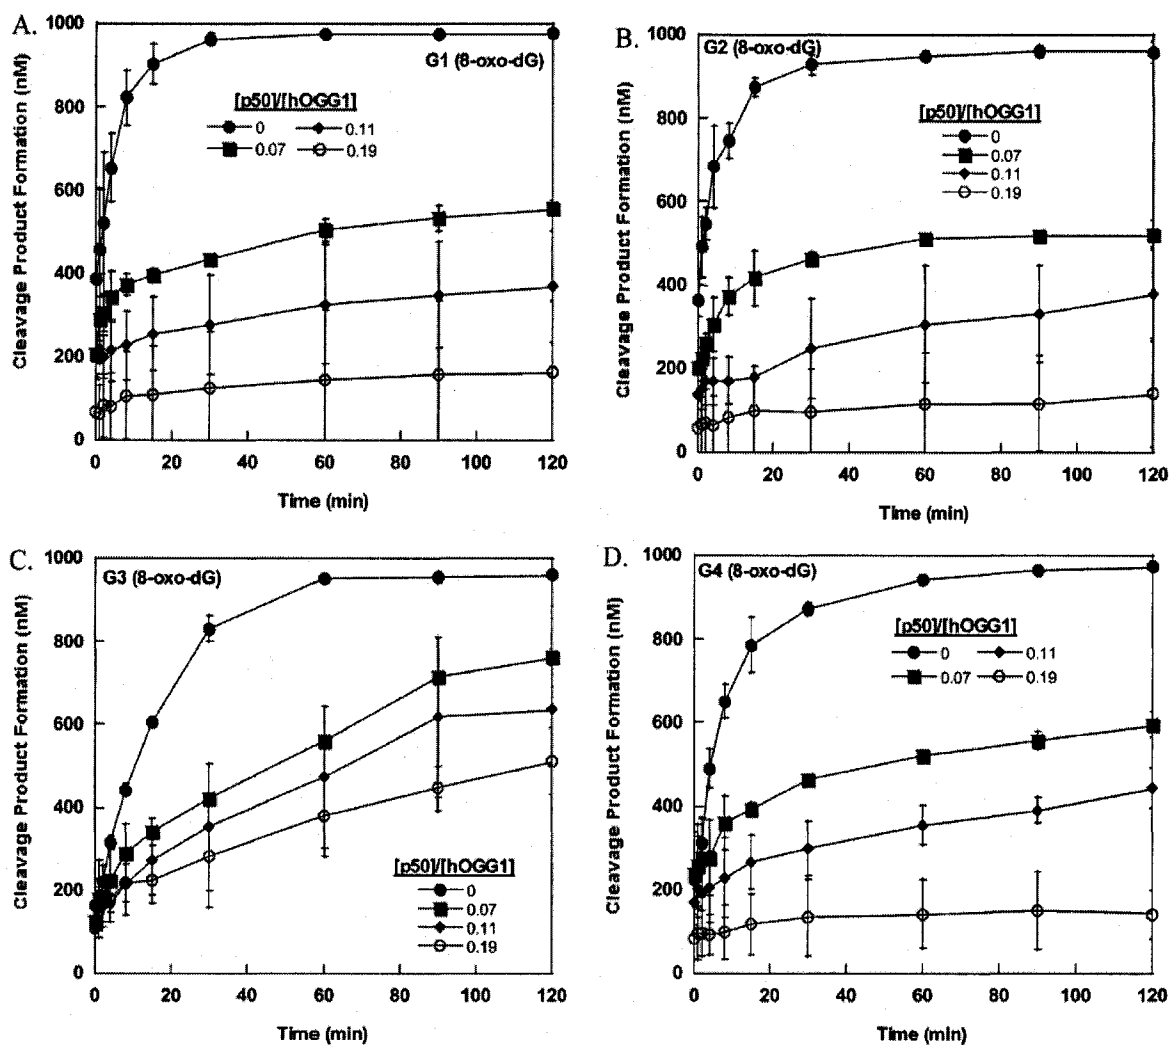 A.
1000
800
600
400
200
0
Cleavage Product Formation (nM)
G1 (8-oxo-dG)
[p50]/[hOGG1]
0 0.11
0.07 0.19
0 20 40 60 80 100 120
Time (min)
B.
1000
800
600
400
200
0
Cleavage Product Formation (nM)
G2 (8-oxo-dG)
[p50]/[hOGG1]
0
0.07
0.11
0.19
0 20 40 60 80 100 120
Time (min)
C.
1000
800
600
400
200
0
Cleavage Product Formation (nM)
G3 (8-oxo-dG)
[p50]/[hOGG1]
0
0.07
0.11
0.19
0 20 40 60 80 100 120
Time (min)
D.
1000
800
600
400
200
0
Cleavage Product Formation (nM)
G4 (8-oxo-dG)
[p50]/[hOGG1]
0 0.11
0.07 0.19
0 20 40 60 80 100 120
Time (min)